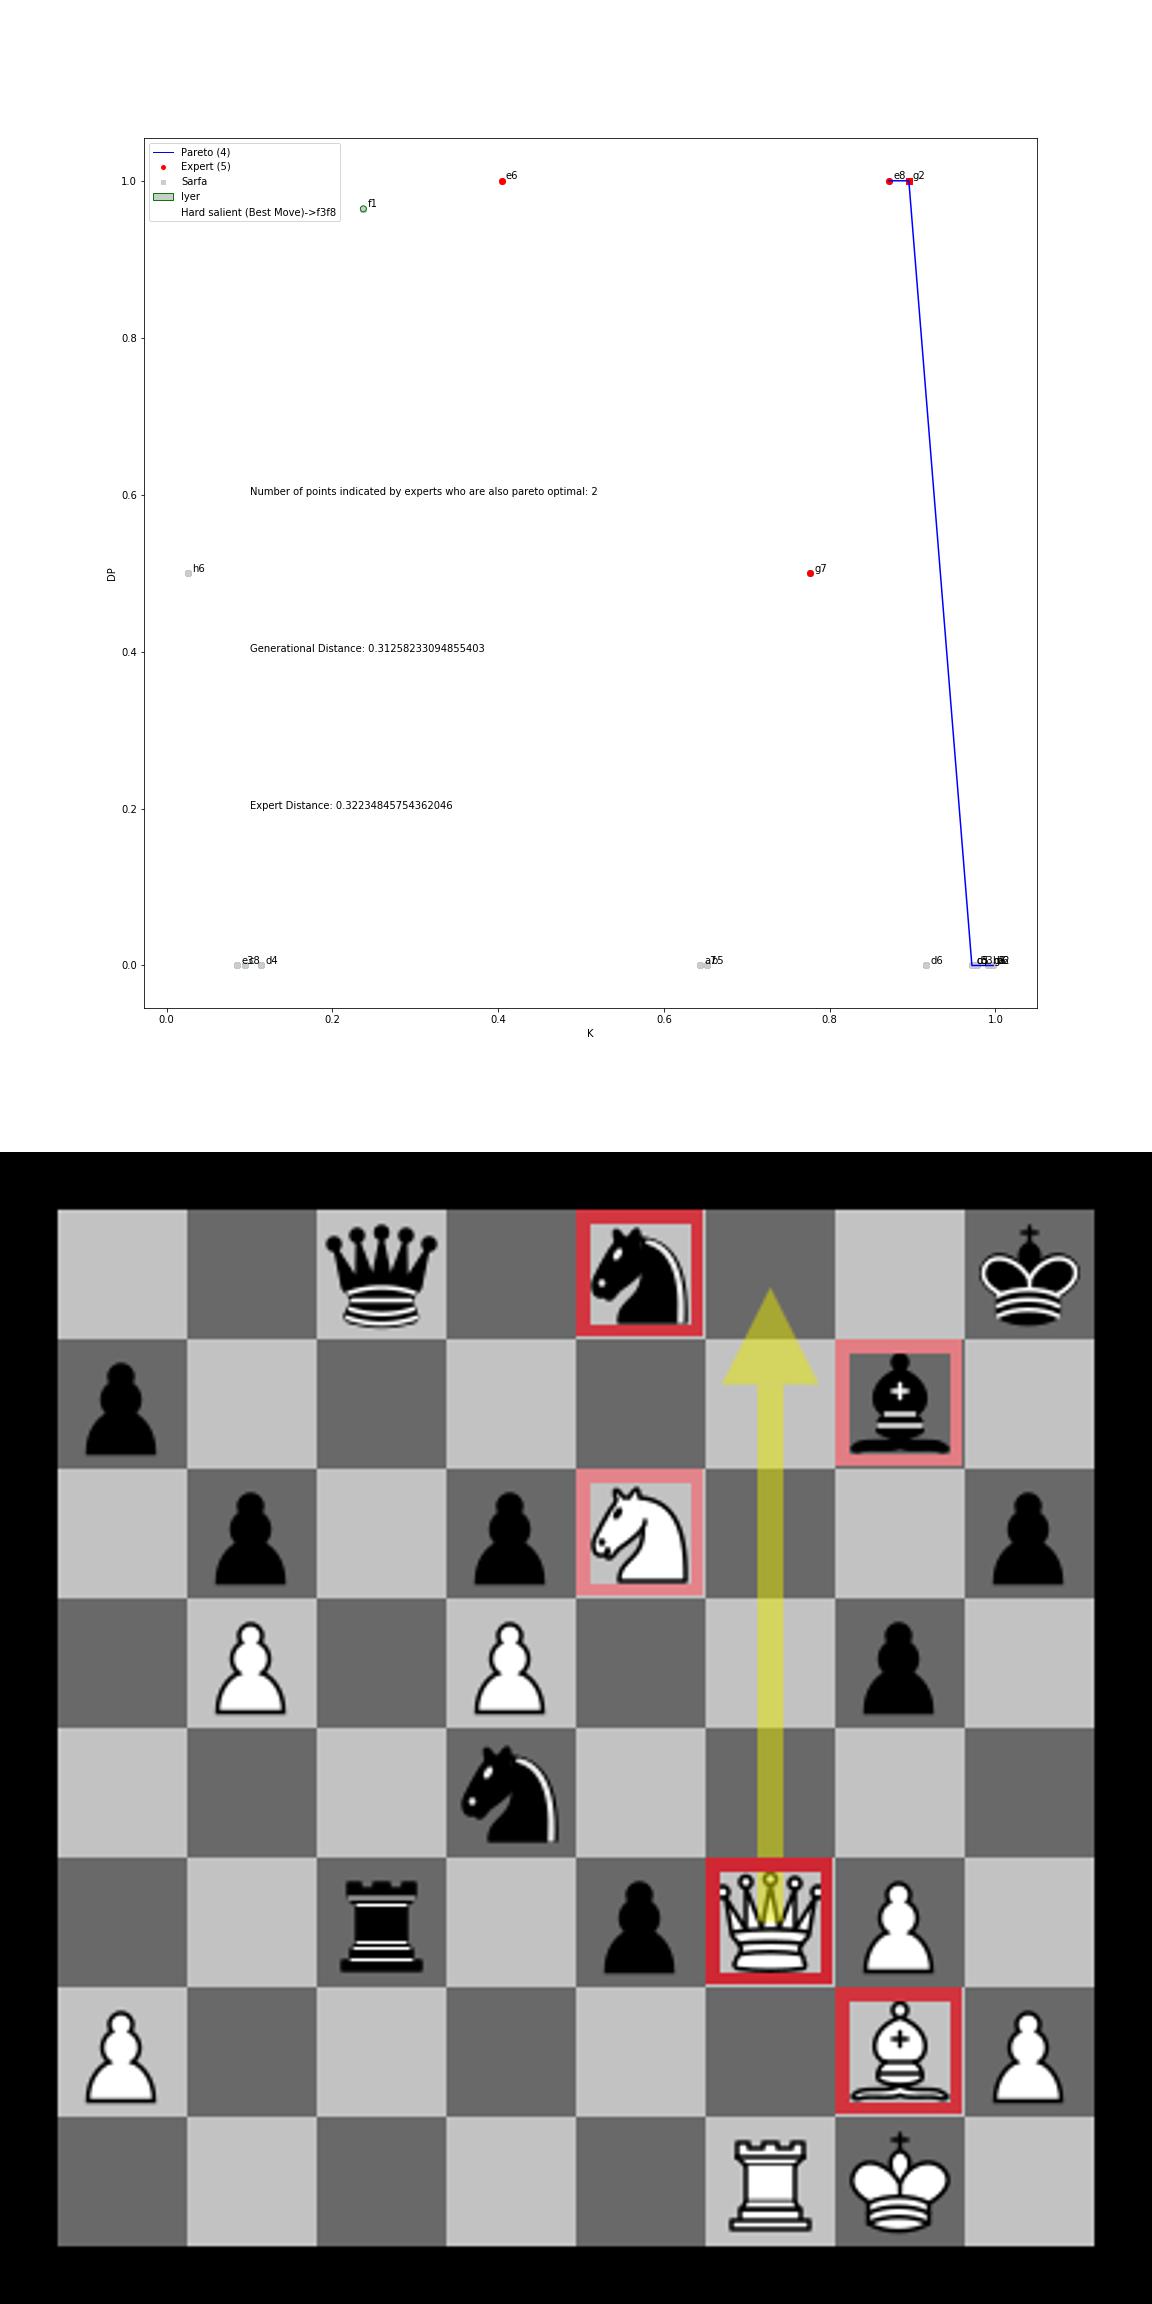 Pareto (4)
Expert (5)
Sarfa
Iyer
Hard salient (Best Move)->f3f8
1.0
e6
e8
g2
f1
0.8
Number of points indicated by experts who are also pareto optimal: 2
0.6
DP
h6
g7
Generational Distance: 0.31258233094855403
0.4
Expert Distance: 0.32234845754362046
0.2
0.0
d4
d6
0.0 0.2 0.4 0.6 0.8 1.0
K